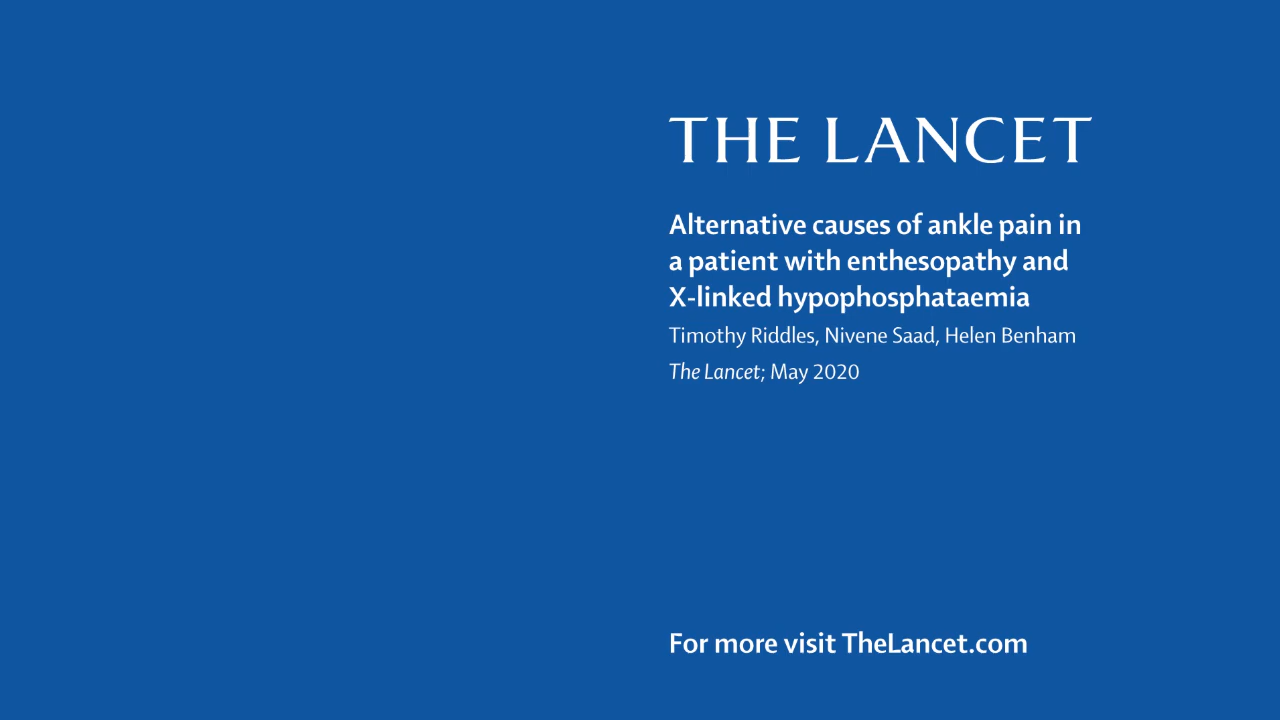 THE LANCET
Alternative causes of ankle pain in
a patient with enthesopathy and
X-linked hypophosphataemia
Timothy Riddles, Nivene Saad, Helen Benham
The Lancet; May 2020
For more visit TheLancet.com